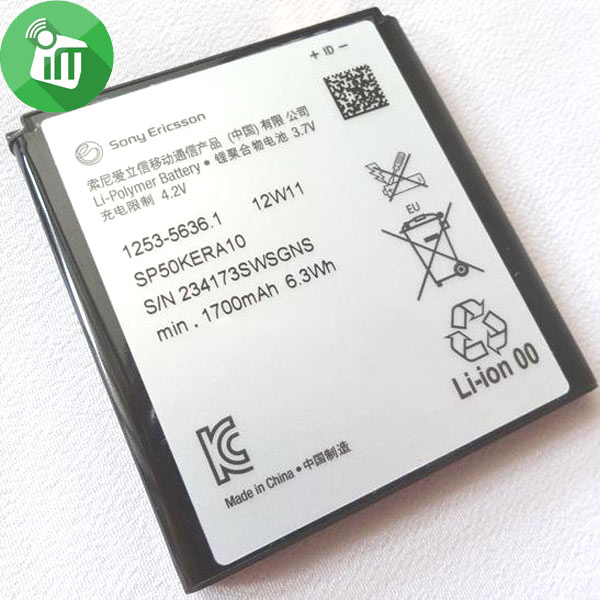 iM
+ ID −
Sony Ericsson
索尼爱立信移动通信产品 (中国) 有限公司
Li-Polymer Battery • 锂聚合物电池 3.7V
充电限制 4.2V
1253-5636.1 12W11
SP50KERA10
S/N 234173SWSGNS
min . 1700mAh 6.3Wh
EU
Li-ion 00
KC
Made in China • 中国制造